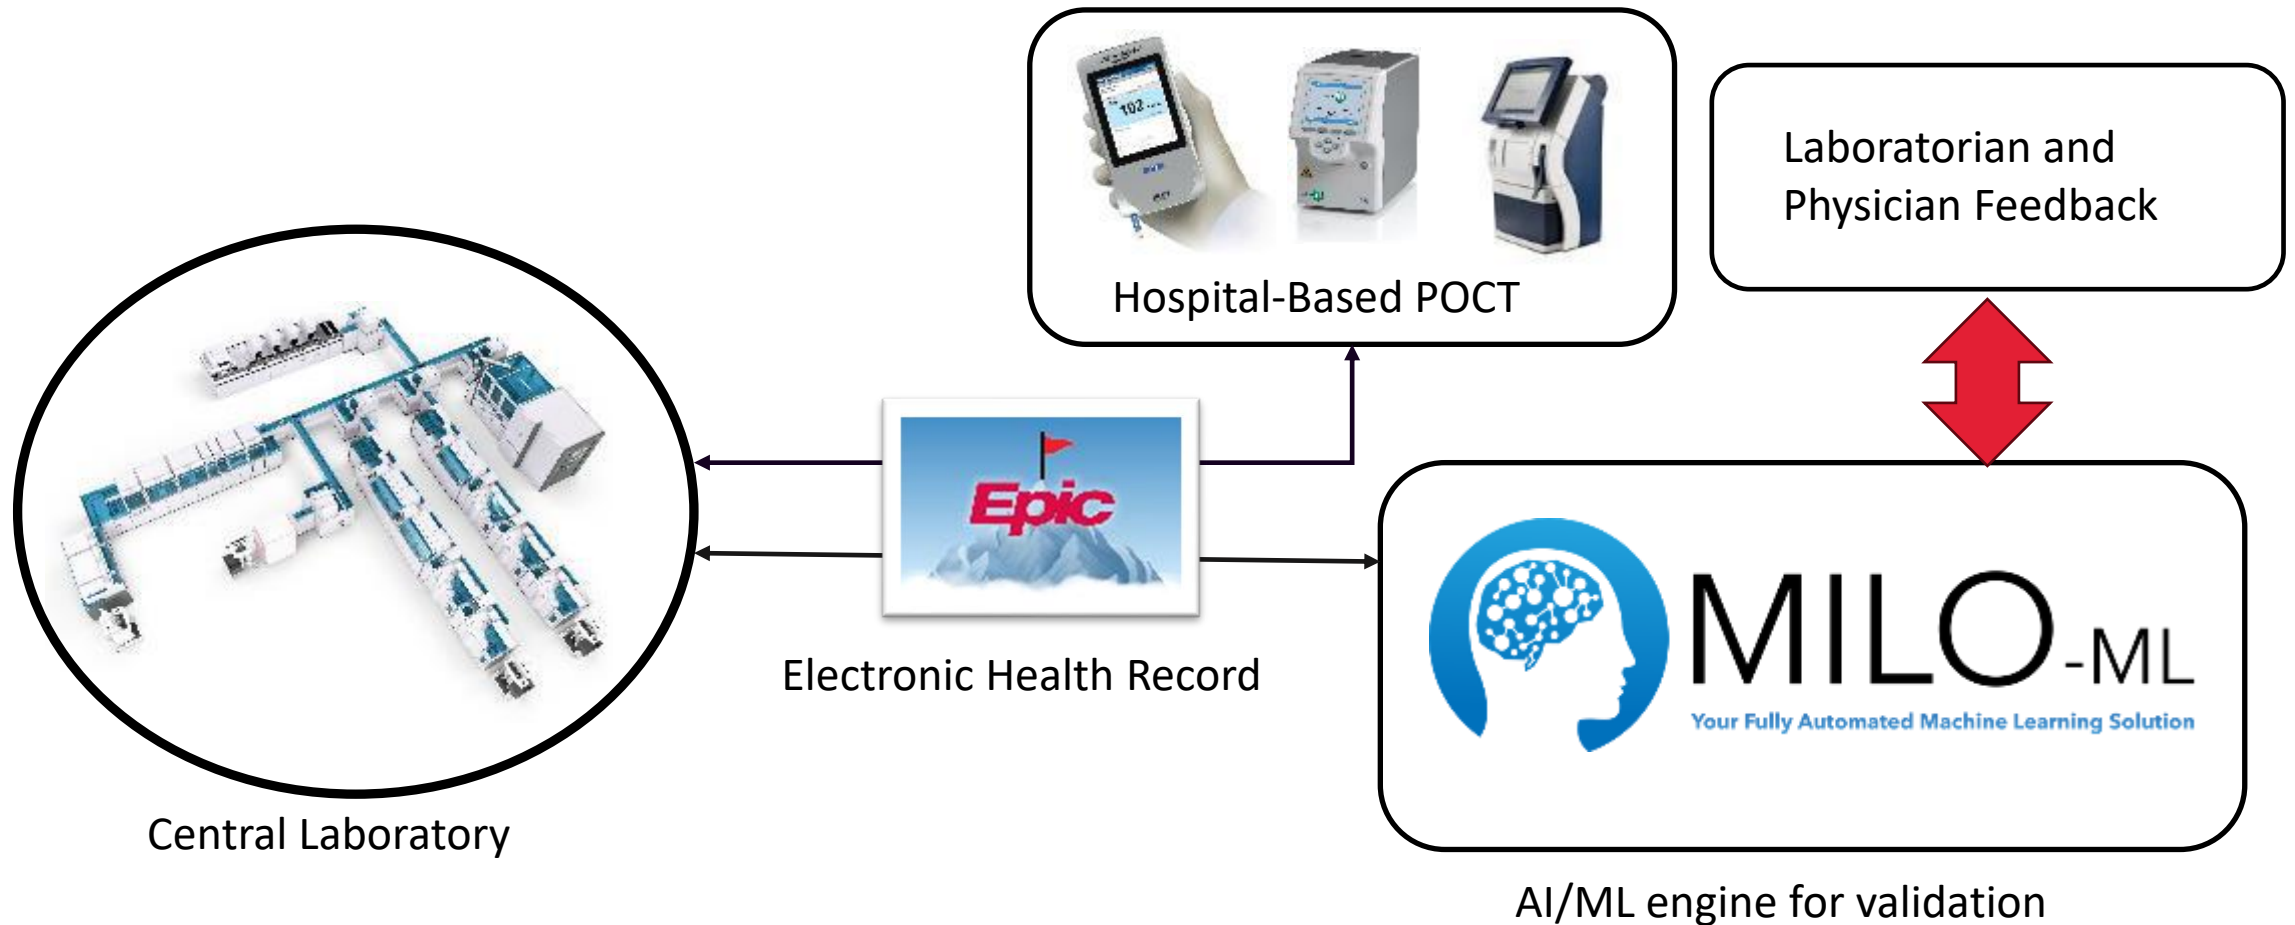 102
Hospital-Based POCT
Laboratorian and
Physician Feedback
Epic
Electronic Health Record
Central Laboratory
MILO-ML
Your Fully Automated Machine Learning Solution
AI/ML engine for validation